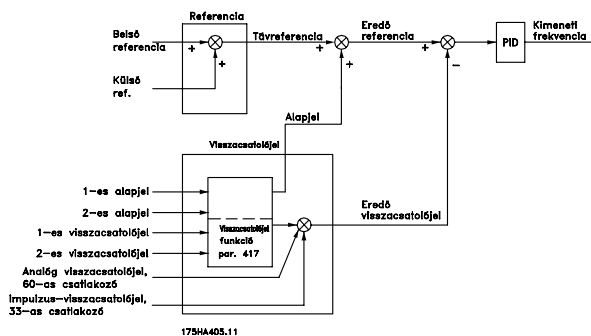 Referencia
Belső
referencia
Távreferencia
Eredő
referencia
Kimeneti
frekvencia
PID
+
+
+
+
+
−
Külső
ref.
Alapjel
Visszacsatolójel
1−es alapjel
2−es alapjel
1−es visszacsatolójel
2−es visszacsatolójel
Visszacsatolójel
funkció
par. 417
Eredő
visszacsatolójel
Analóg visszacsatolójel,
60−as csatlakozó
Impulzus−visszacsatolójel,
33−as csatlakozó
175HA405.11